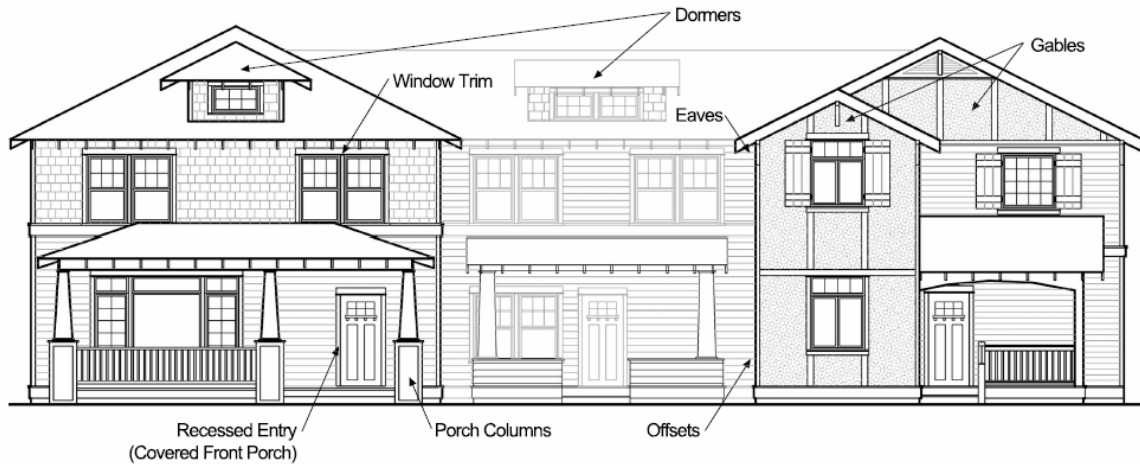 Dormers
Gables
Window Trim
Eaves
Recessed Entry
(Covered Front Porch)
Porch Columns
Offsets